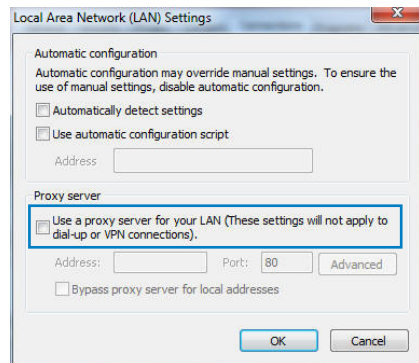 Local Area Network (LAN) Settings
Automatic configuration
Automatic configuration may override manual settings. To ensure the
use of manual settings, disable automatic configuration.
Automatically detect settings
Use automatic configuration script
Address
Proxy server
Use a proxy server for your LAN (These settings will not apply to
dial-up or VPN connections).
Address: Port: 80 Advanced
Bypass proxy server for local addresses
OK Cancel